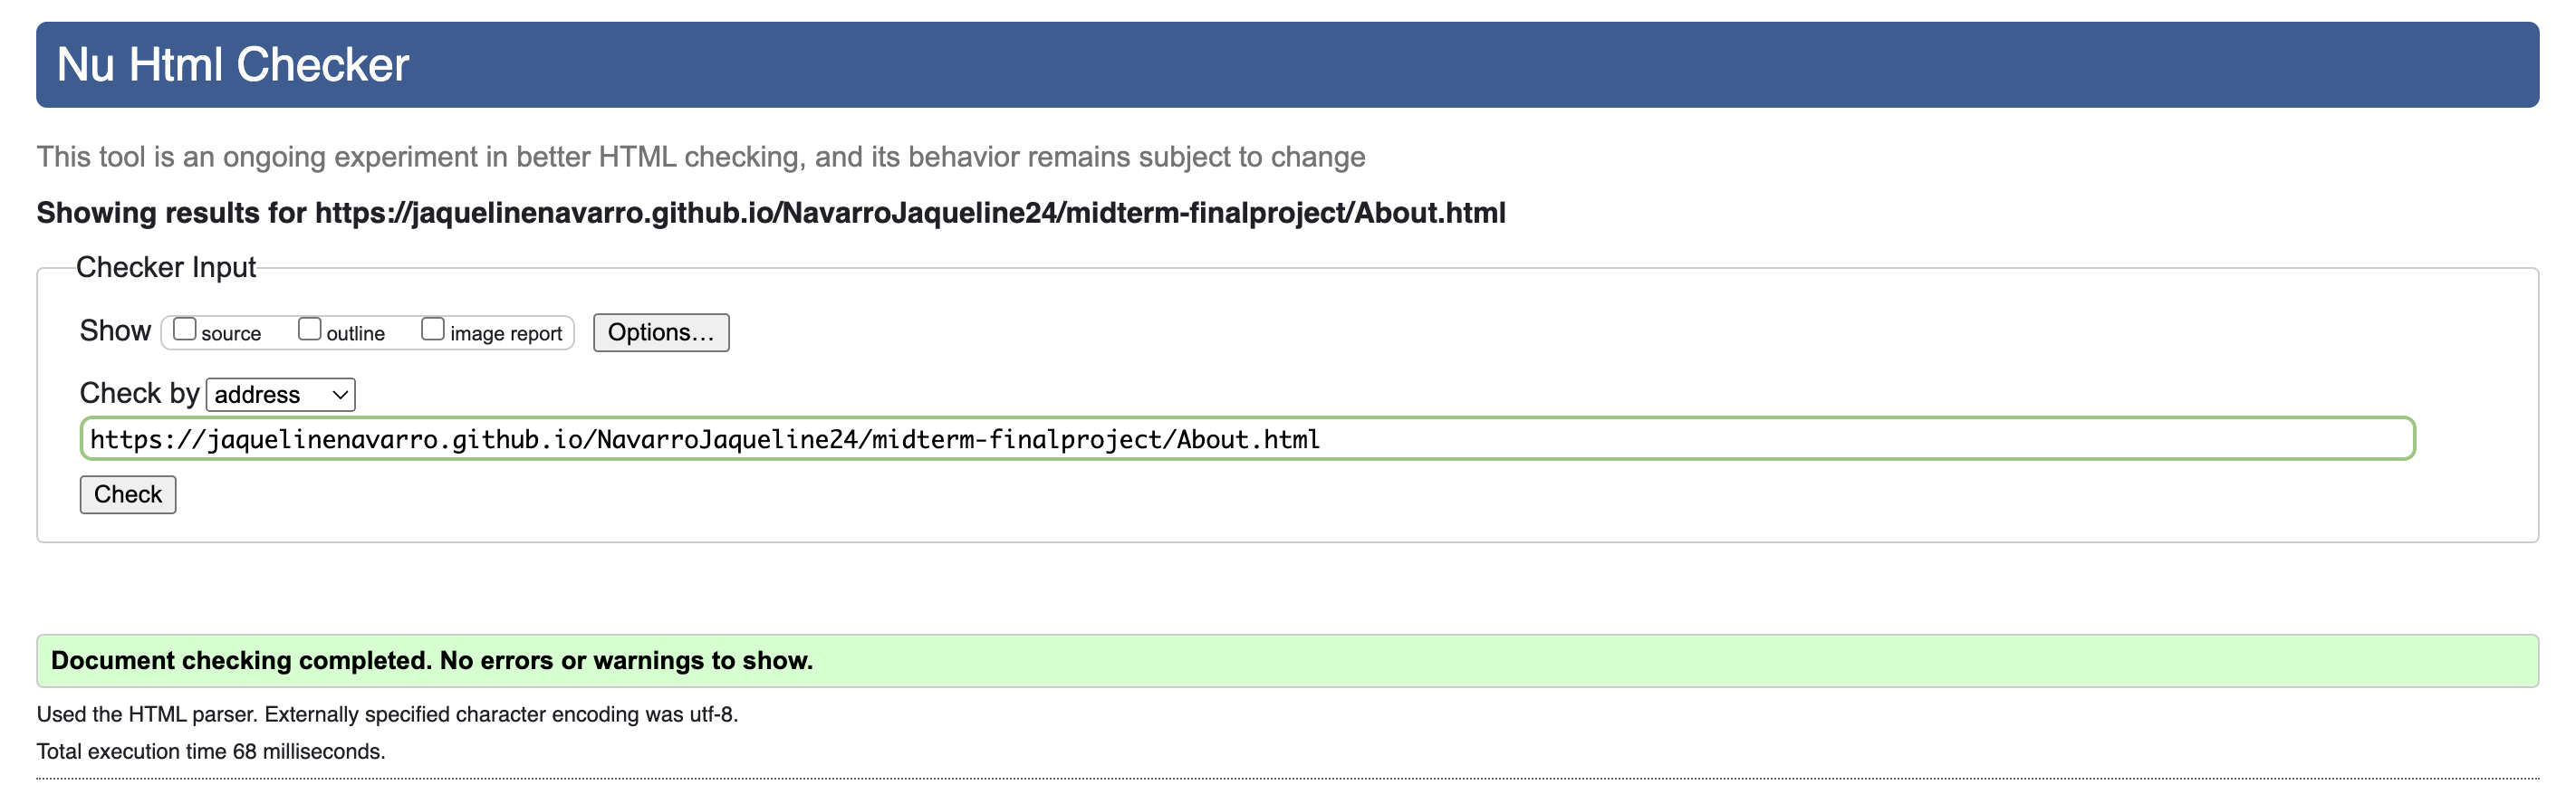 Nu Html Checker
This tool is an ongoing experiment in better HTML checking, and its behavior remains subject to change
Showing results for https://jaquelinenavarro.github.io/NavarroJaqueline24/midterm-finalproject/About.html
Checker Input
Show source outline image report Options...
Check by address
https://jaquelinenavarro.github.io/NavarroJaqueline24/midterm-finalproject/About.html
Check
Document checking completed. No errors or warnings to show.
Used the HTML parser. Externally specified character encoding was utf-8.
Total execution time 68 milliseconds.